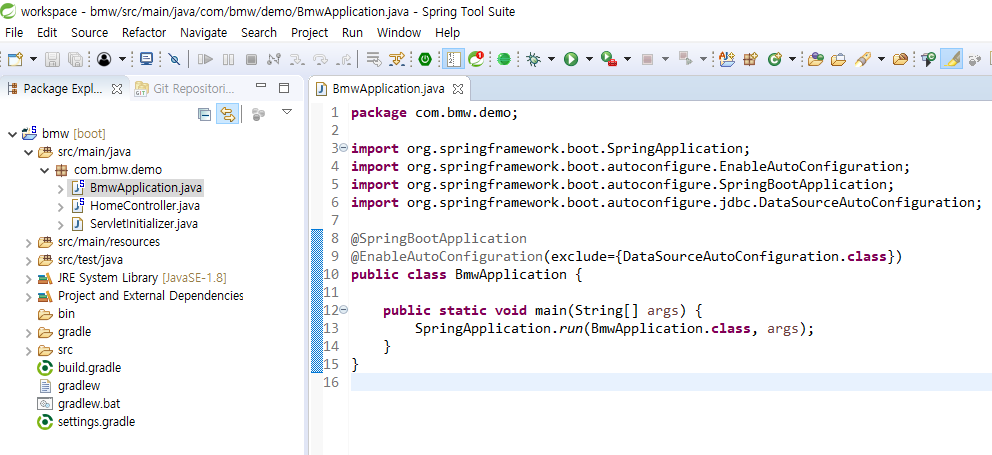 workspace - bmw/src/main/java/com/bmw/demo/BmwApplication.java - Spring Tool Suite
File Edit Source Refactor Navigate Search Project Run Window Help
Package Expl...
Git Repositori...
bmw [boot]
src/main/java
com.bmw.demo
BmwApplication.java
HomeController.java
ServletInitializer.java
src/main/resources
src/test/java
JRE System Library [JavaSE-1.8]
Project and External Dependencies
bin
gradle
src
build.gradle
gradlew
gradlew.bat
settings.gradle
BmwApplication.java
1 package com.bmw.demo;
2
3 import org.springframework.boot.SpringApplication;
4 import org.springframework.boot.autoconfigure.EnableAutoConfiguration;
5 import org.springframework.boot.autoconfigure.SpringBootApplication;
6 import org.springframework.boot.autoconfigure.jdbc.DataSourceAutoConfiguration;
7
8 @SpringBootApplication
9 @EnableAutoConfiguration(exclude={DataSourceAutoConfiguration.class})
10 public class BmwApplication {
11
12 public static void main(String[] args) {
13 SpringApplication.run(BmwApplication.class, args);
14 }
15 }
16